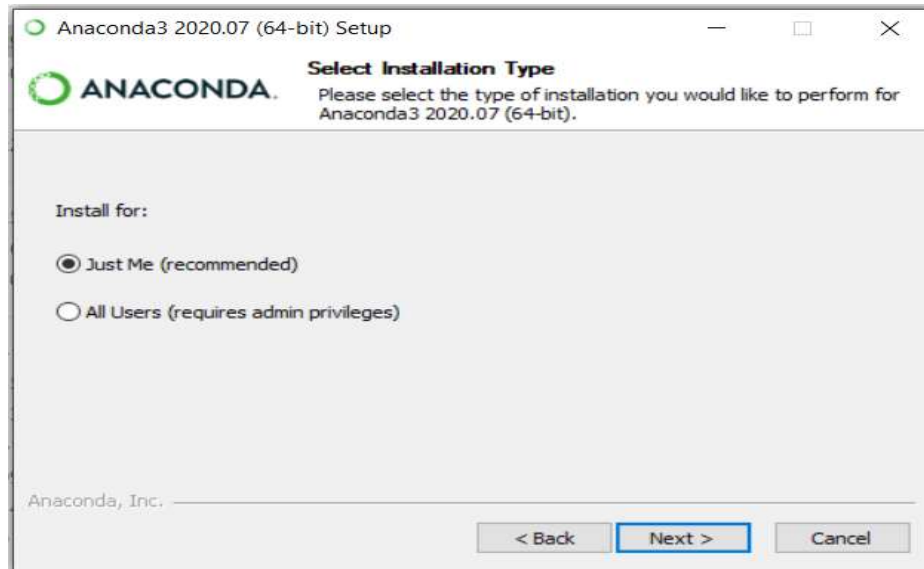 Anaconda3 2020.07 (64-bit) Setup
ANACONDA.
Select Installation Type
Please select the type of installation you would like to perform for
Anaconda3 2020.07 (64-bit).
Install for:
Just Me (recommended)
All Users (requires admin privileges)
Anaconda, Inc.
< Back
Next >
Cancel